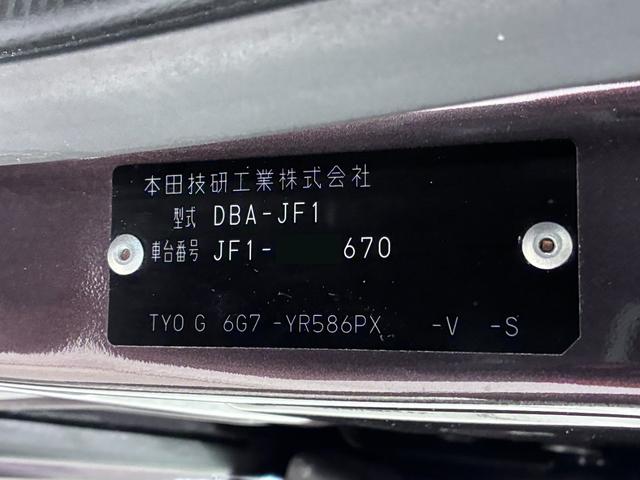 本田技研工業株式会社
型式 DBA-JF1
車台番号 JF1- 670
TYO G 6G7 -YR586PX -V -S